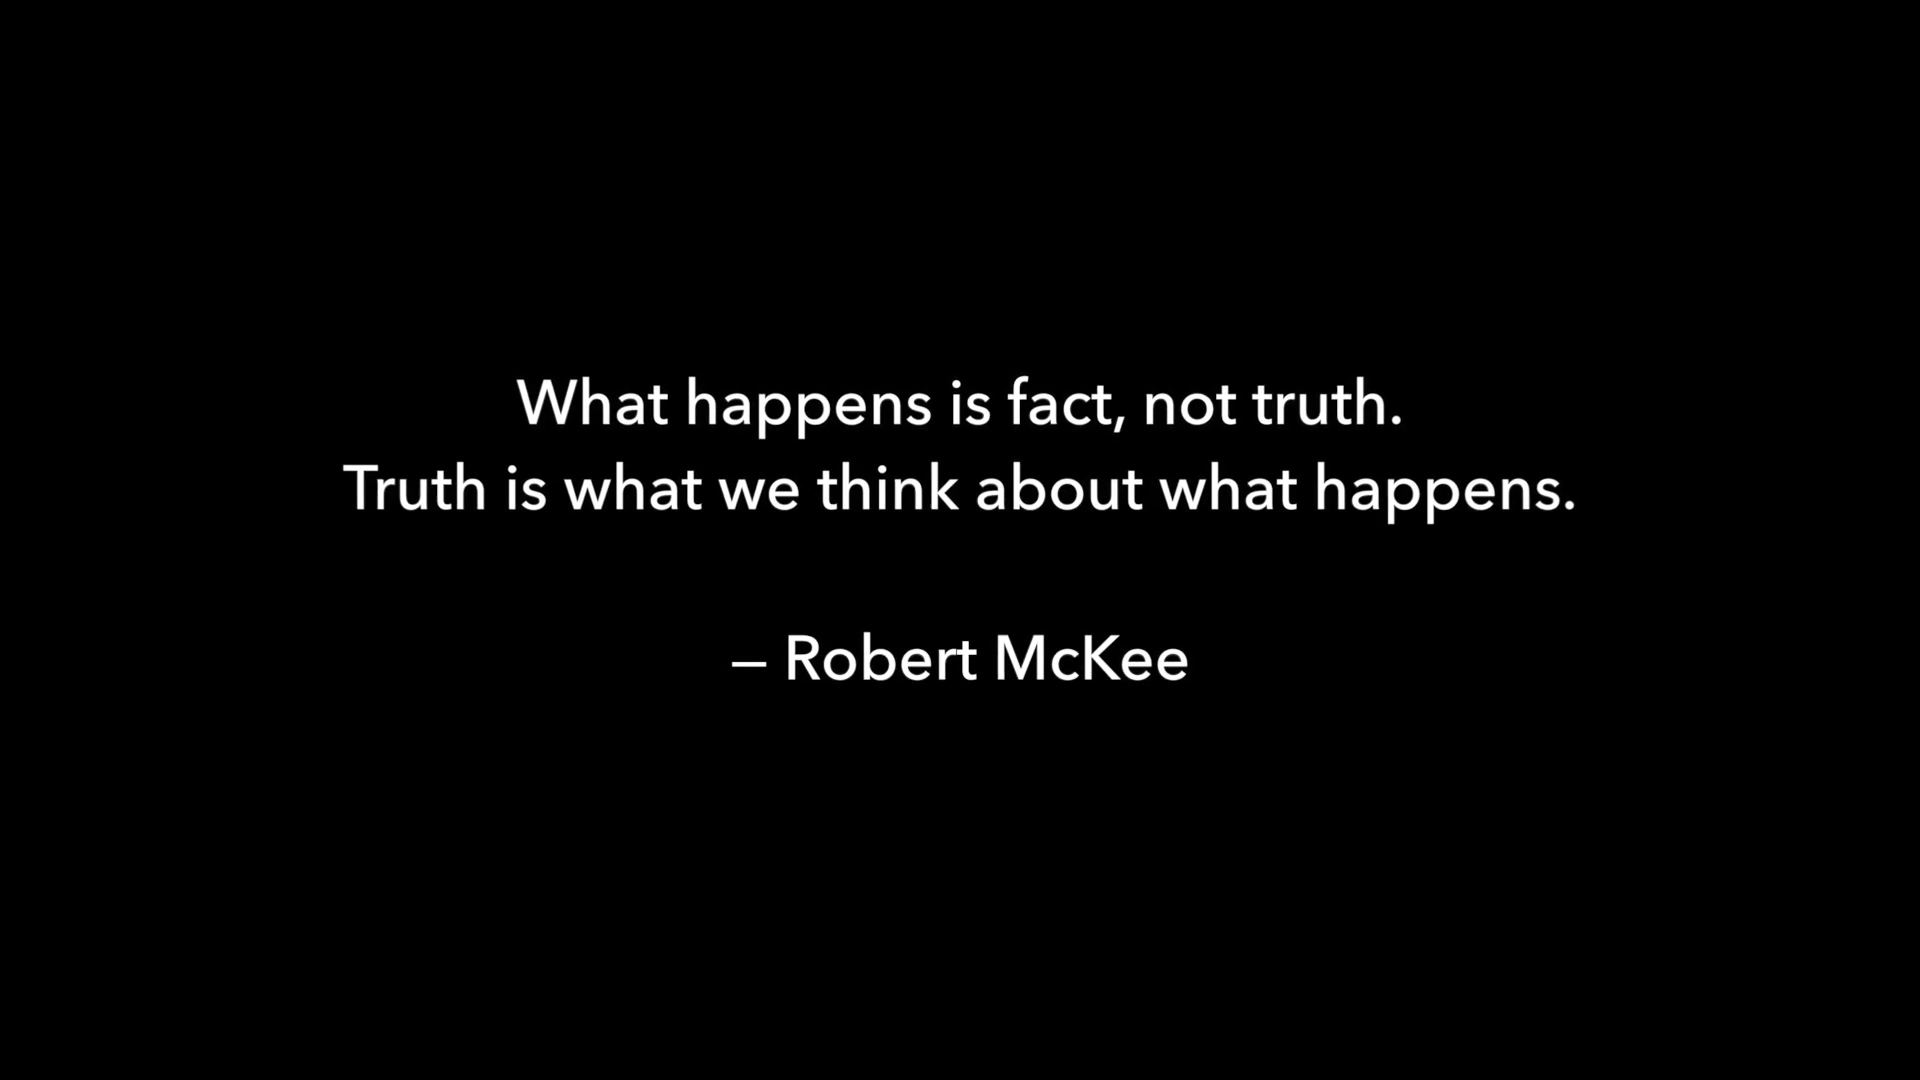 What happens is fact, not truth.
Truth is what we think about what happens.
– Robert McKee